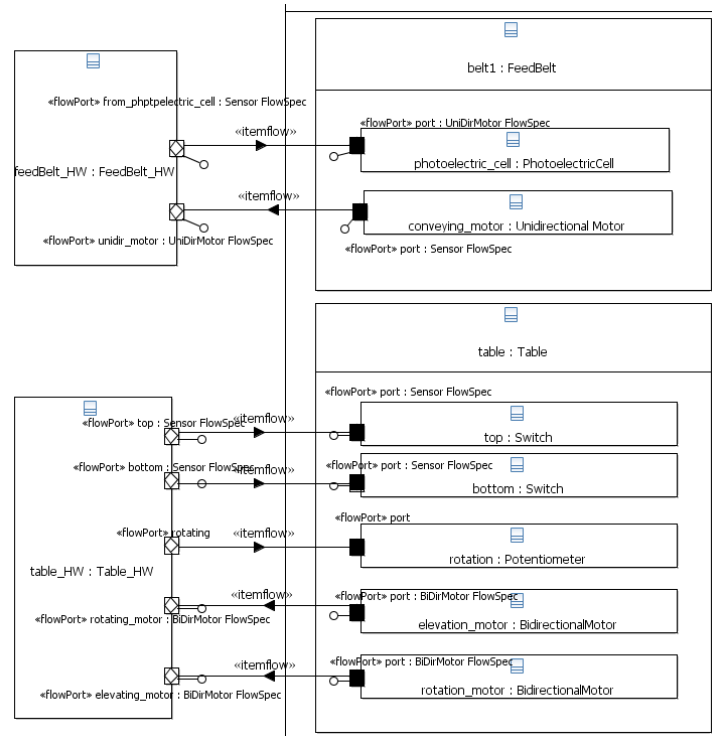 belt1 : FeedBelt
«flowPort» from_phptpelectric_cell : Sensor FlowSpec
«itemflow»
«flowPort» port : UniDirMotor FlowSpec
photoelectric_cell : PhotoelectricCell
feedBelt_HW : FeedBelt_HW
«itemflow»
conveying_motor : Unidirectional Motor
«flowPort» unidir_motor : UniDirMotor FlowSpec
«flowPort» port : Sensor FlowSpec
table : Table
«flowPort» port : Sensor FlowSpec
«flowPort» top : Sensor FlowSpec
«itemflow»
top : Switch
«flowPort» bottom : Sensor FlowSpec
«itemflow»
«flowPort» port : Sensor FlowSpec
bottom : Switch
«flowPort» rotating
«itemflow»
«flowPort» port
rotation : Potentiometer
table_HW : Table_HW
«itemflow»
«flowPort» port : BiDirMotor FlowSpec
«flowPort» rotating_motor : BiDirMotor FlowSpec
elevation_motor : BidirectionalMotor
«itemflow»
«flowPort» port : BiDirMotor FlowSpec
«flowPort» elevating_motor : BiDirMotor FlowSpec
rotation_motor : BidirectionalMotor